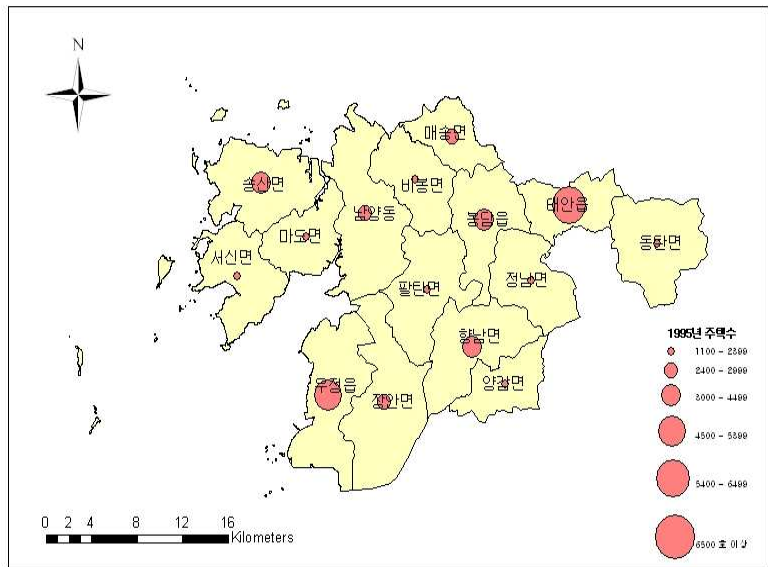 N
매송면
송산면
비봉면
남양동
봉담읍
태안읍
마도면
동탄면
서신면
정남면
팔탄면
향남면
우정읍
장안면
양감면
1995년 주택수
1100 - 2399
2400 - 2999
3000 - 4499
4500 - 5399
5400 - 6499
6500 호 이상
0 2 4 8 12 16
Kilometers